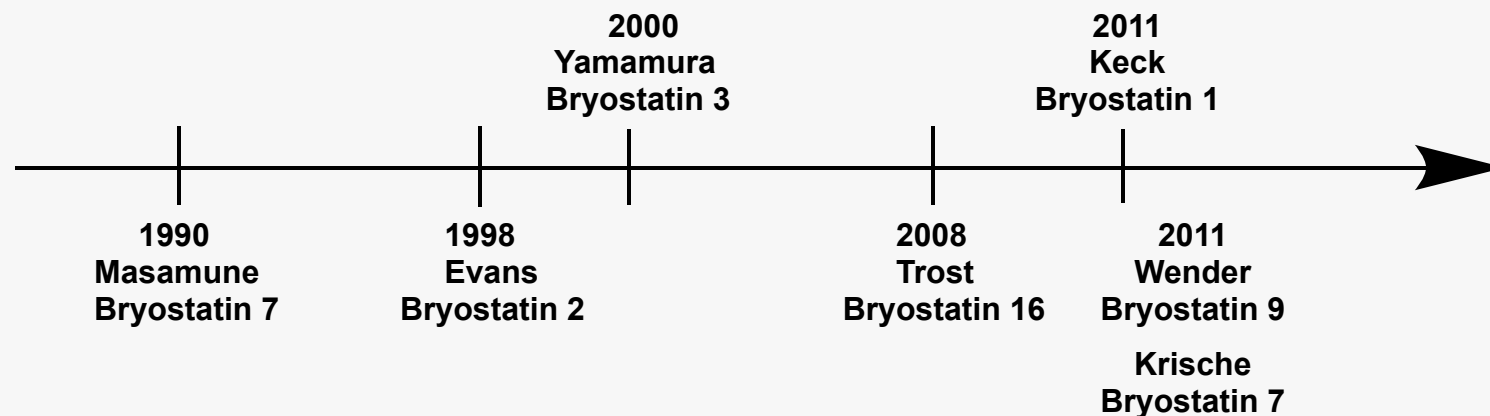 2000
Yamamura
Bryostatin 3
2011
Keck
Bryostatin 1
1990
Masamune
Bryostatin 7
1998
Evans
Bryostatin 2
2008
Trost
Bryostatin 16
2011
Wender
Bryostatin 9
Krische
Bryostatin 7